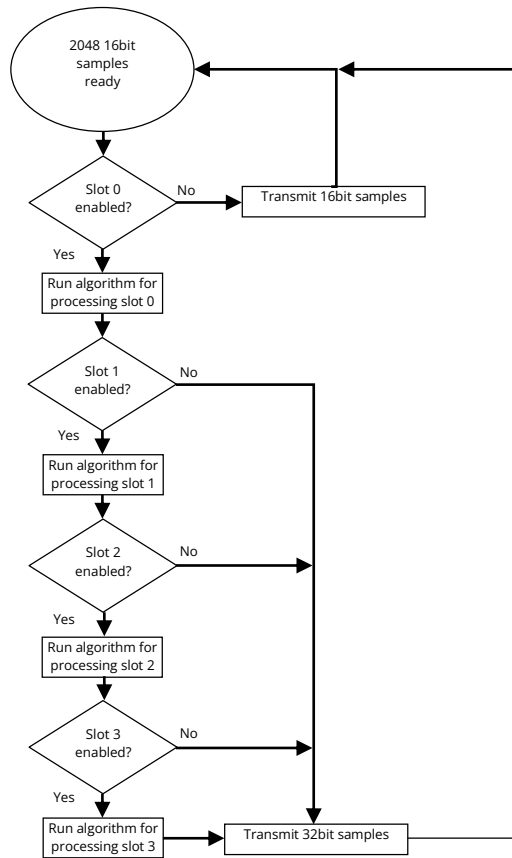 2048 16bit
samples
ready
Slot 0
enabled?
No
Transmit 16bit samples
Yes
Run algorithm for
processing slot 0
Slot 1
enabled?
No
Yes
Run algorithm for
processing slot 1
Slot 2
enabled?
No
Yes
Run algorithm for
processing slot 2
Slot 3
enabled?
No
Yes
Run algorithm for
processing slot 3
Transmit 32bit samples